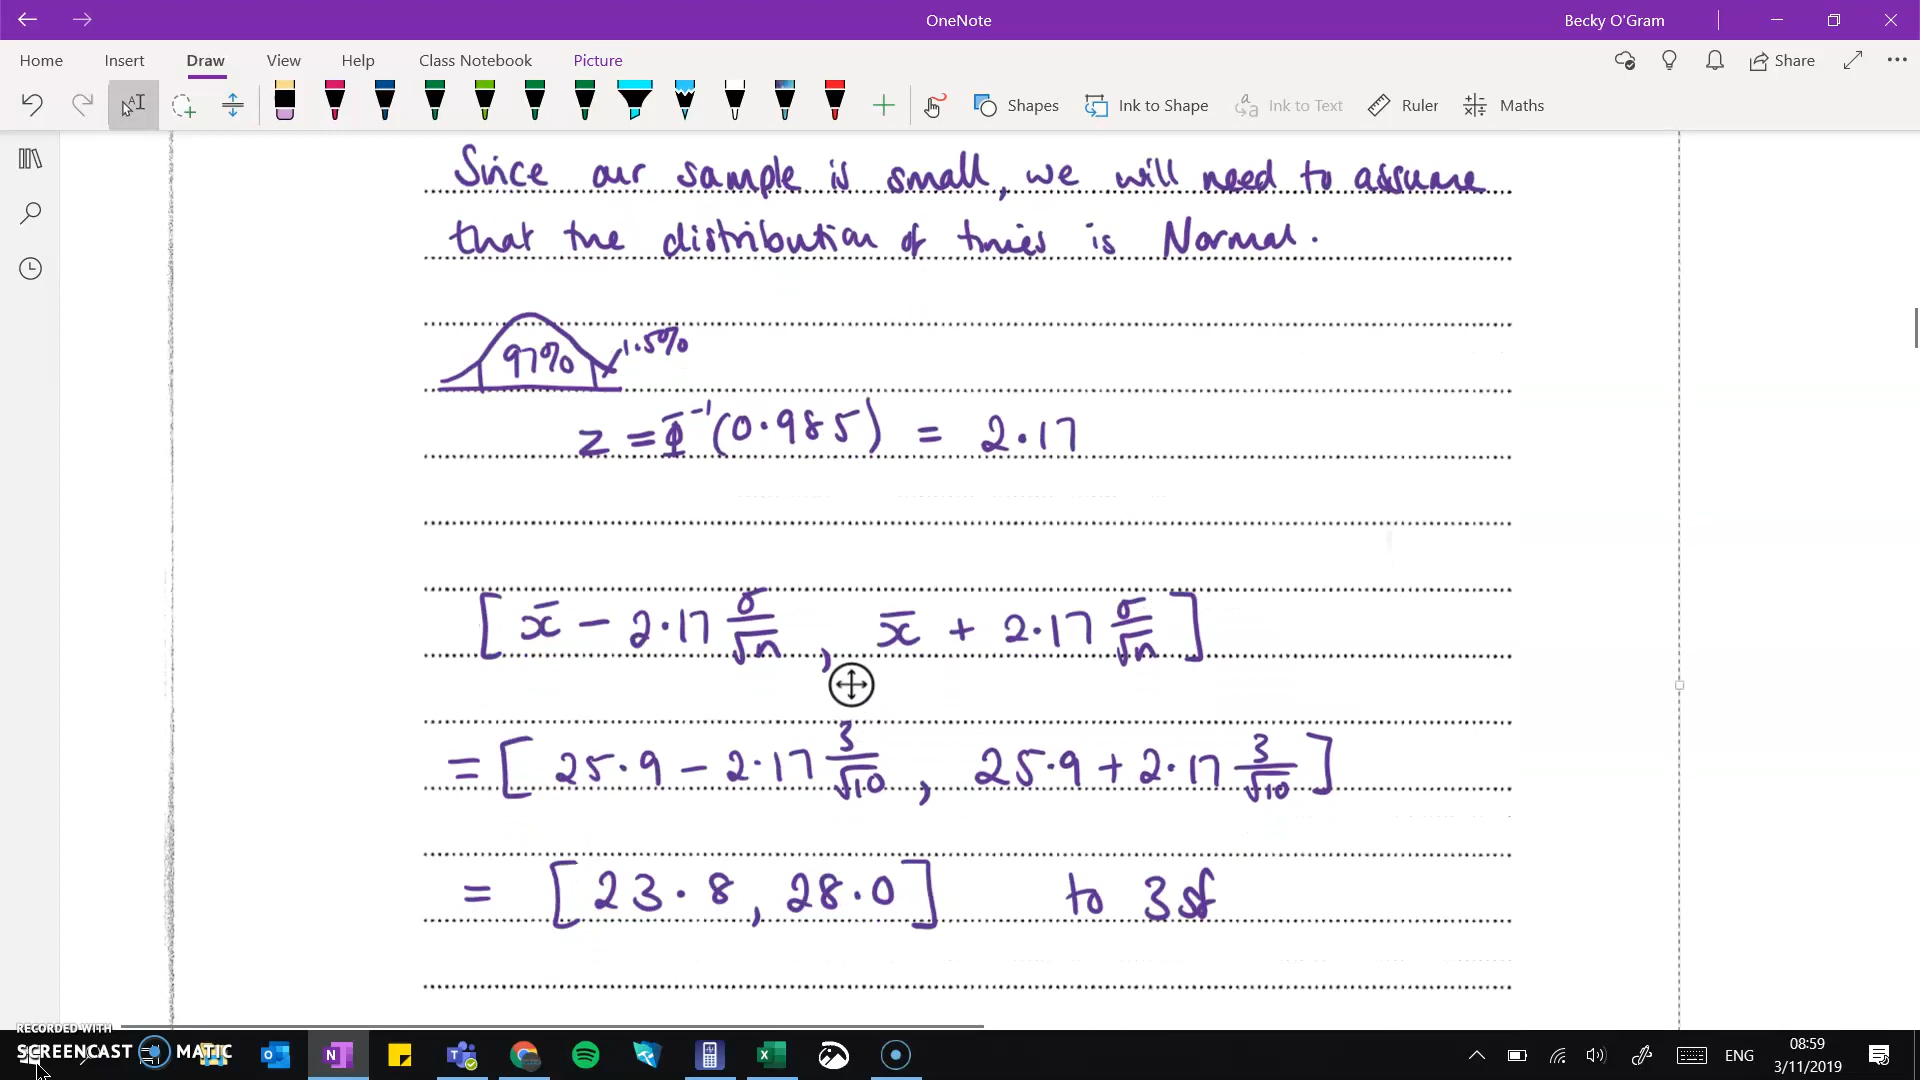 OneNote
Becky O'Gram
Home Insert Draw View Help Class Notebook Picture
Share
Shapes Ink to Shape Ink to Text Ruler Maths
Since our sample is small, we will need to assume
that the distribution of times is Normal.
97% 1.5%
z = Φ⁻¹(0.985) = 2.17
[x̄ - 2.17 σ/√n, x̄ + 2.17 σ/√n]
= [25.9 - 2.17 3/√10, 25.9 + 2.17 3/√10]
= [23.8, 28.0] to 3 sf
RECORDED WITH
SCREENCAST MATIC
ENG
08:59
3/11/2019